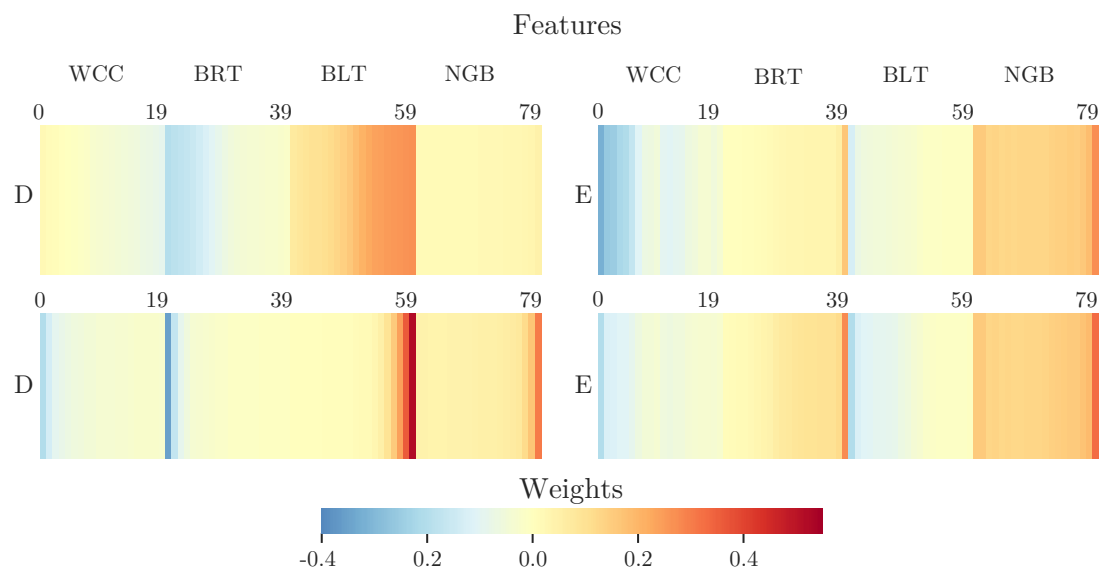 Features
WCC BRT BLT NGB WCC BRT BLT NGB
0 19 39 59 79 0 19 39 59 79
D E
0 19 39 59 79 0 19 39 59 79
D E
Weights
-0.4 0.2 0.0 0.2 0.4